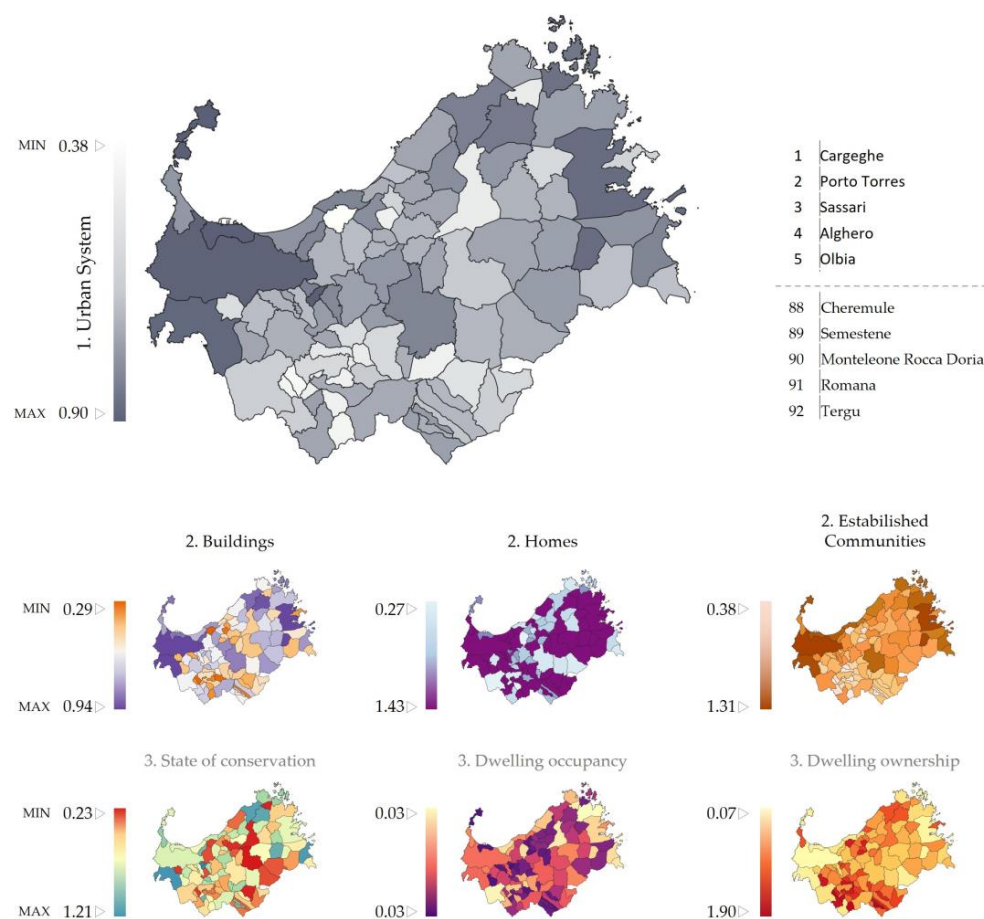 MIN 0.38
1. Urban System
MAX 0.90
1 Cargeghe
2 Porto Torres
3 Sassari
4 Alghero
5 Olbia
88 Cheremule
89 Semestene
90 Monteleone Rocca Doria
91 Romana
92 Tergu
2. Buildings
MIN 0.29
MAX 0.94
2. Homes
0.27
1.43
2. Estabilished
Communities
0.38
1.31
3. State of conservation
MIN 0.23
MAX 1.21
3. Dwelling occupancy
0.03
0.03
3. Dwelling ownership
0.07
1.90